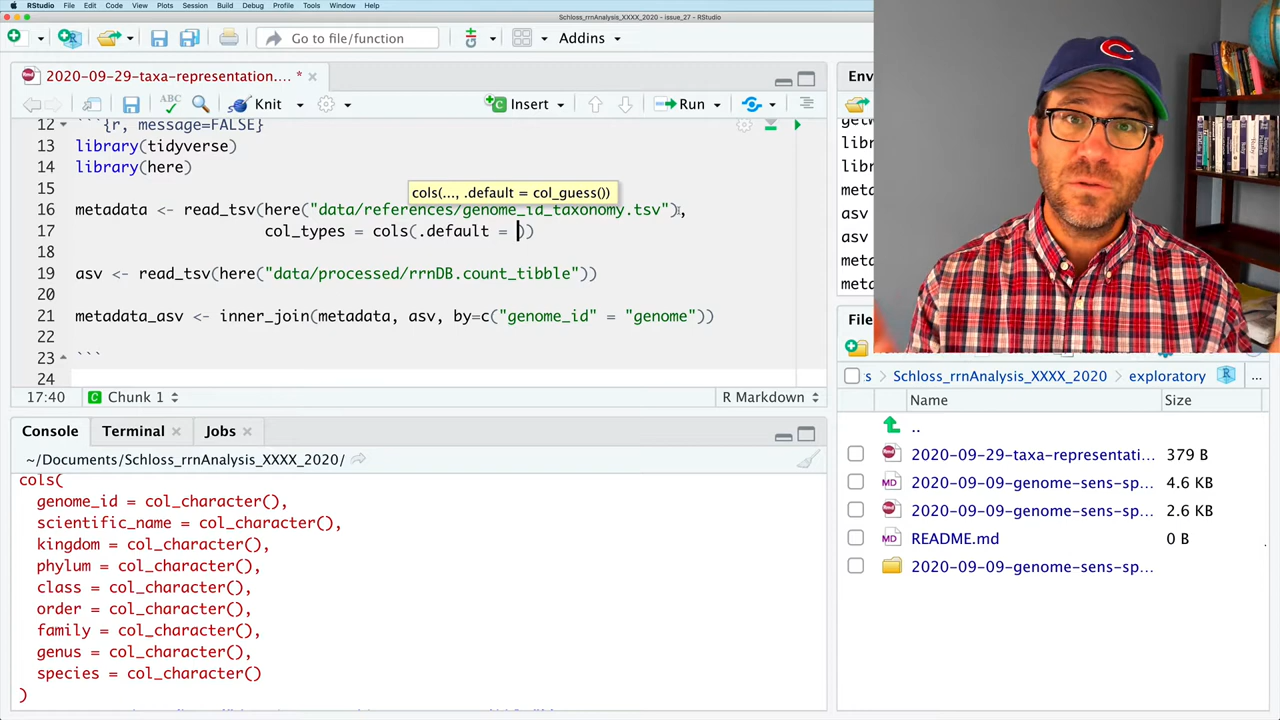 RStudio File Edit Code View Plots Session Build Debug Profile Tools Window Help
Schloss_rrnAnalysis_XXXX_2020 - issue_27 - RStudio
Go to file/function Addins
2020-09-29-taxa-representation.... *
ABC Knit Insert Run
12 ```{r, message=FALSE}
13 library(tidyverse)
14 library(here)
15
cols(..., .default = col_guess())
16 metadata <- read_tsv(here("data/references/genome_id_taxonomy.tsv"),
17 col_types = cols(.default = ))
18
19 asv <- read_tsv(here("data/processed/rrnDB.count_tibble"))
20
21 metadata_asv <- inner_join(metadata, asv, by=c("genome_id" = "genome"))
22
23 ```
24
17:40 Chunk 1 R Markdown
Console Terminal Jobs
~/Documents/Schloss_rrnAnalysis_XXXX_2020/
cols(
genome_id = col_character(),
scientific_name = col_character(),
kingdom = col_character(),
phylum = col_character(),
class = col_character(),
order = col_character(),
family = col_character(),
genus = col_character(),
species = col_character()
)
Env
getw
libr
libr
meta
asv
asv
meta
meta
File
s > Schloss_rrnAnalysis_XXXX_2020 > exploratory ...
Name Size
..
2020-09-29-taxa-representati... 379 B
MD 2020-09-09-genome-sens-sp... 4.6 KB
2020-09-09-genome-sens-sp... 2.6 KB
MD README.md 0 B
2020-09-09-genome-sens-sp...
C